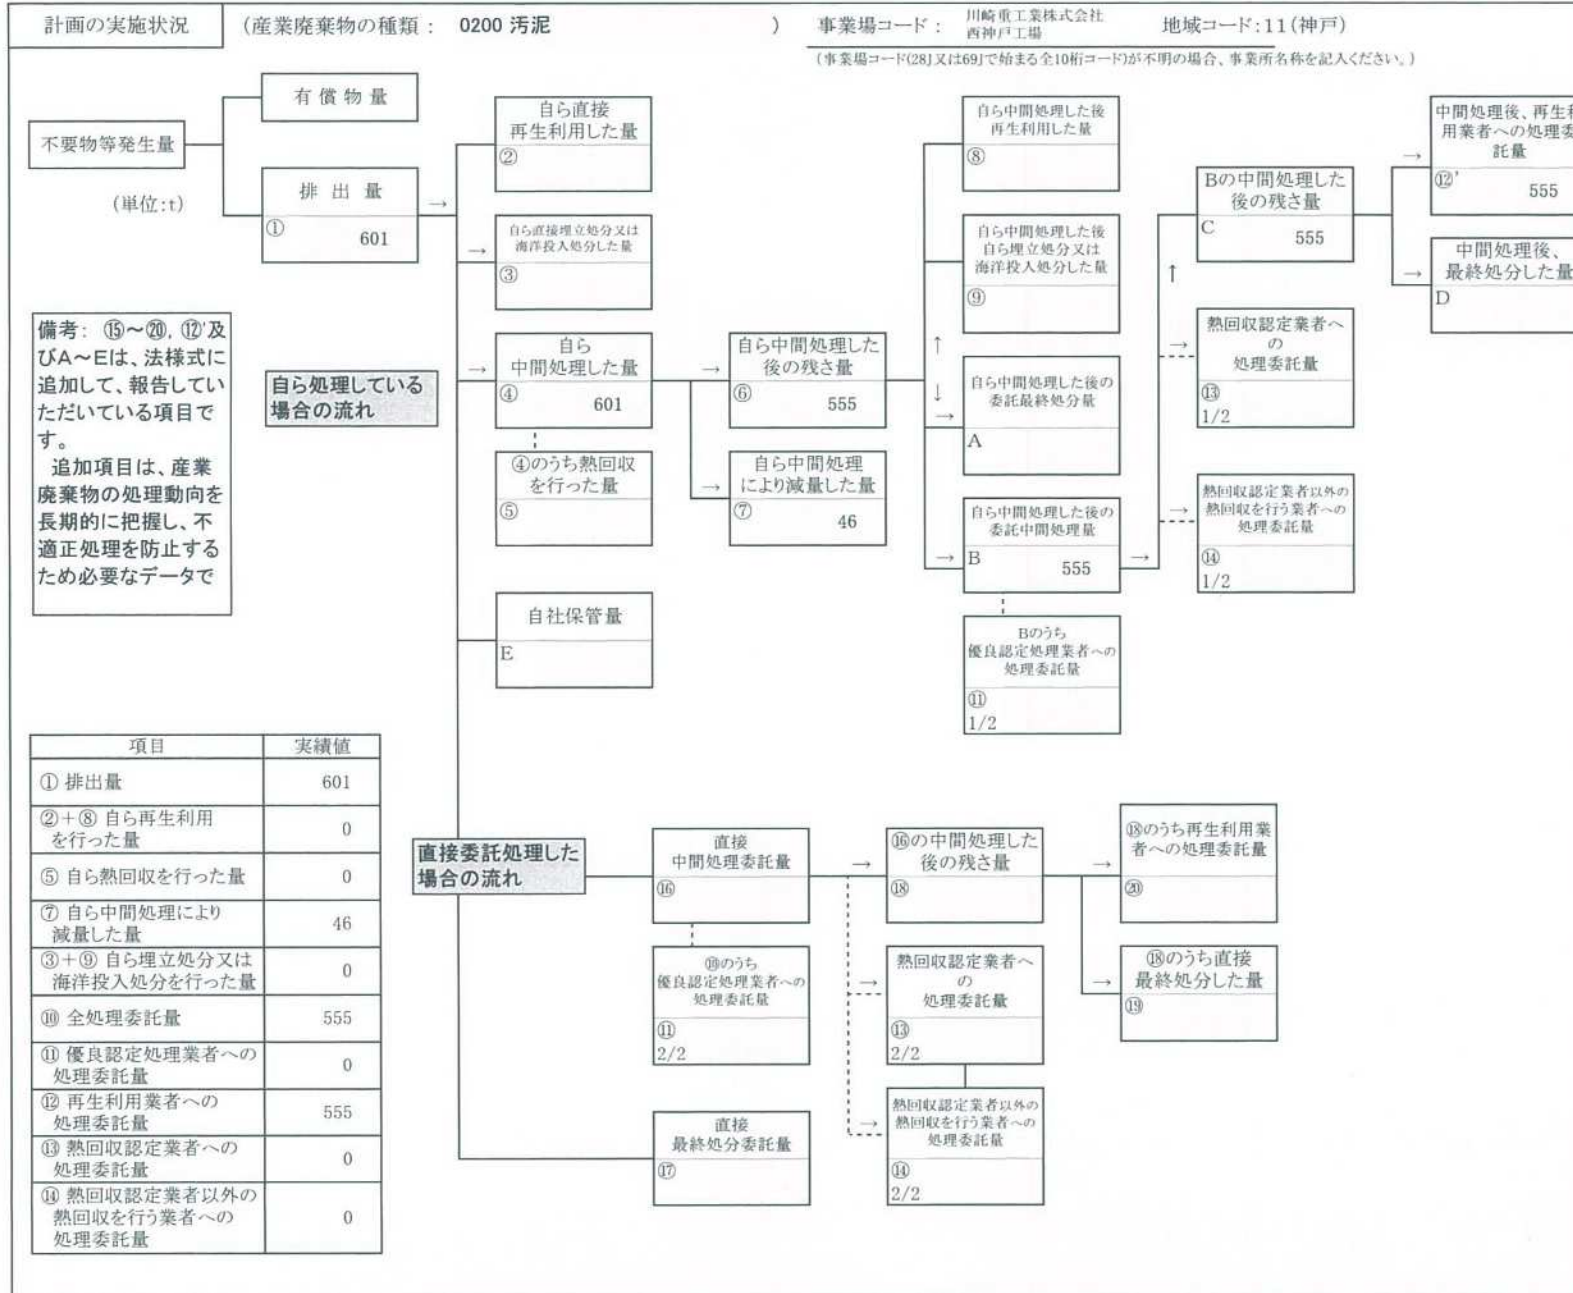 計画の実施状況
(産業廃棄物の種類： 0200 汚泥 )
事業場コード：
川崎重工業株式会社
西神戸工場
地域コード:11(神戸)
(事業場コード(28J又は69Jで始まる全10桁コード)が不明の場合、事業所名称を記入ください。)
不要物等発生量
(単位:t)
有償物量
排出量
①
601
→
自ら直接
再生利用した量
②
→
自ら直接埋立処分又は
海洋投入処分した量
③
自ら処理している
場合の流れ
→
自ら
中間処理した量
④
601
④のうち熱回収
を行った量
⑤
自社保管量
E
→
自ら中間処理した
後の残さ量
⑥
555
→
自ら中間処理
により減量した量
⑦
46
自ら中間処理した後
再生利用した量
⑧
自ら中間処理した後
自ら埋立処分又は
海洋投入処分した量
⑨
↑
↓
→
自ら中間処理した後の
委託最終処分量
A
→
自ら中間処理した後の
委託中間処理量
B
555
→
Bのうち
優良認定処理業者への
処理委託量
⑪
1/2
Bの中間処理した
後の残さ量
C
555
↑
→
熱回収認定業者へ
の
処理委託量
⑬
1/2
→
熱回収認定業者以外の
熱回収を行う業者への
処理委託量
⑭
1/2
→
中間処理後、再生利
用業者への処理委
託量
⑫'
555
→
中間処理後、
最終処分した量
D
備考： ⑮～⑳, ⑫'及
びA～Eは、法様式に
追加して、報告してい
ただいている項目で
す。
追加項目は、産業
廃棄物の処理動向を
長期的に把握し、不
適正処理を防止する
ため必要なデータで
項目 実績値
① 排出量 601
②+⑧ 自ら再生利用
を行った量 0
⑤ 自ら熱回収を行った量 0
⑦ 自ら中間処理により
減量した量 46
③+⑨ 自ら埋立処分又は
海洋投入処分を行った量 0
⑩ 全処理委託量 555
⑪ 優良認定処理業者への
処理委託量 0
⑫ 再生利用業者への
処理委託量 555
⑬ 熱回収認定業者への
処理委託量 0
⑭ 熱回収認定業者以外の
熱回収を行う業者への
処理委託量 0
直接委託処理した
場合の流れ
直接
中間処理委託量
⑯
⑩のうち
優良認定処理業者への
処理委託量
⑪
2/2
直接
最終処分委託量
⑰
→
⑯の中間処理した
後の残さ量
⑱
→
熱回収認定業者へ
の
処理委託量
⑬
2/2
→
熱回収認定業者以外の
熱回収を行う業者への
処理委託量
⑭
2/2
→
⑱のうち再生利用業
者への処理委託量
⑳
→
⑱のうち直接
最終処分した量
⑲